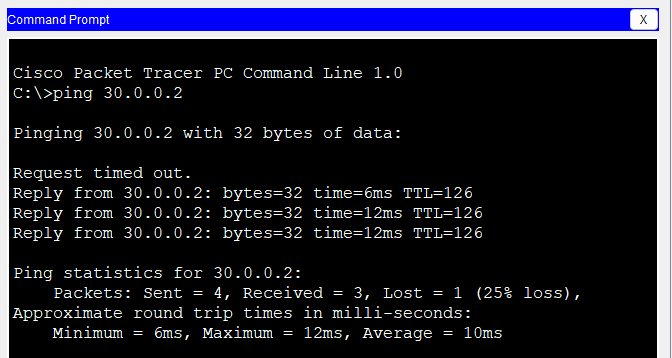 Command Prompt
X
Cisco Packet Tracer PC Command Line 1.0
C:\>ping 30.0.0.2
Pinging 30.0.0.2 with 32 bytes of data:
Request timed out.
Reply from 30.0.0.2: bytes=32 time=6ms TTL=126
Reply from 30.0.0.2: bytes=32 time=12ms TTL=126
Reply from 30.0.0.2: bytes=32 time=12ms TTL=126
Ping statistics for 30.0.0.2:
Packets: Sent = 4, Received = 3, Lost = 1 (25% loss),
Approximate round trip times in milli-seconds:
Minimum = 6ms, Maximum = 12ms, Average = 10ms